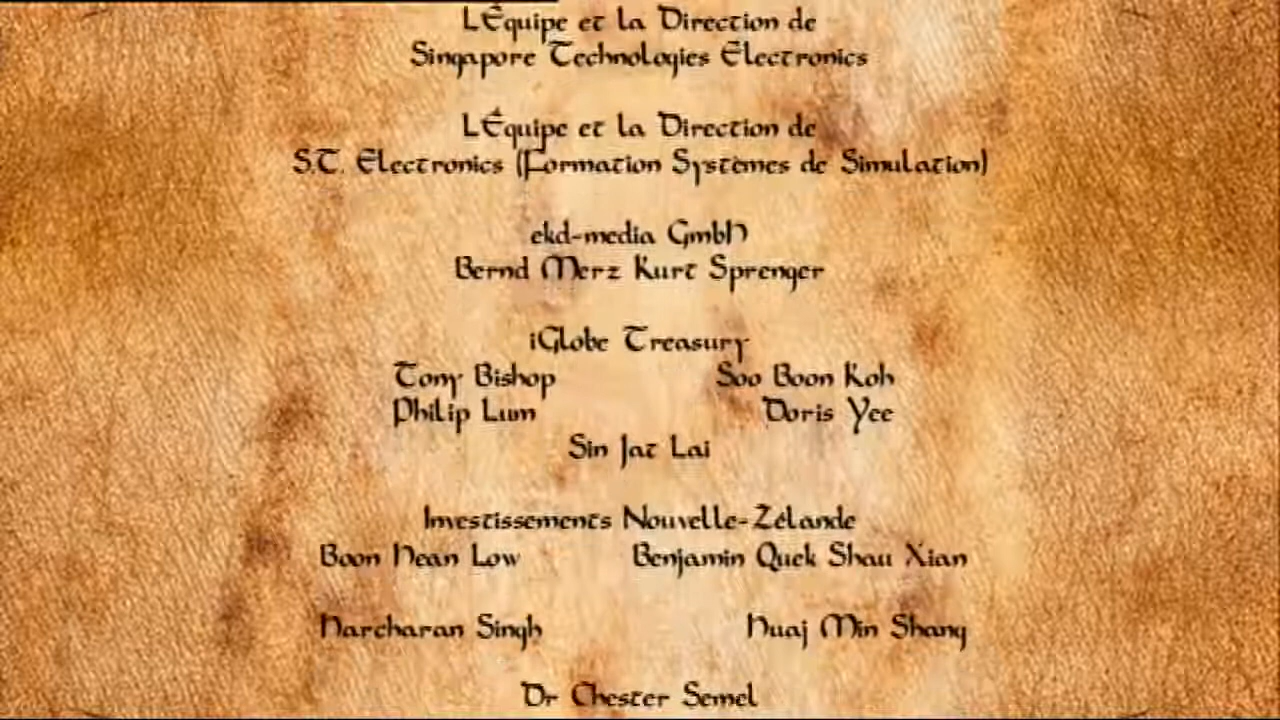 L'Équipe et la Direction de
Singapore Technologies Electronics
L'Équipe et la Direction de
S.T. Electronics (Formation Systèmes de Simulation)
ekd-media GmbH
Bernd Merz Kurt Sprenger
iGlobe Treasury
Tony Bishop Soo Boon Koh
Philip Lum Doris Yee
Sin Jat Lai
Investissements Nouvelle-Zélande
Boon Hean Low Benjamin Quek Shau Xian
Harcharan Singh Huaj Min Shang
Dr Chester Semel